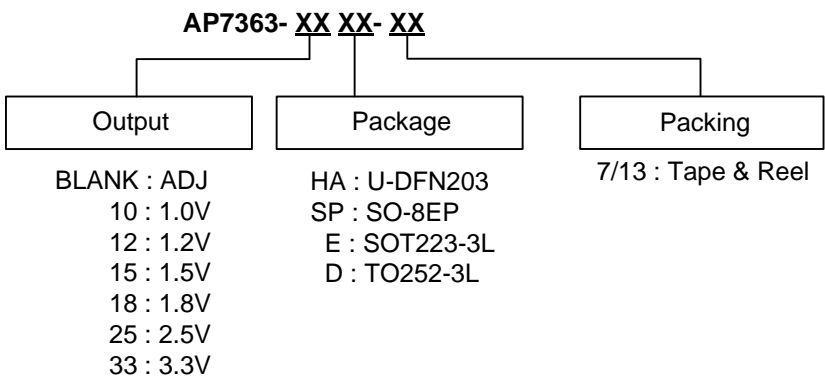 AP7363- XX XX- XX
Output
Package
Packing
BLANK : ADJ
10 : 1.0V
12 : 1.2V
15 : 1.5V
18 : 1.8V
25 : 2.5V
33 : 3.3V
HA : U-DFN203
SP : SO-8EP
E : SOT223-3L
D : TO252-3L
7/13 : Tape & Reel